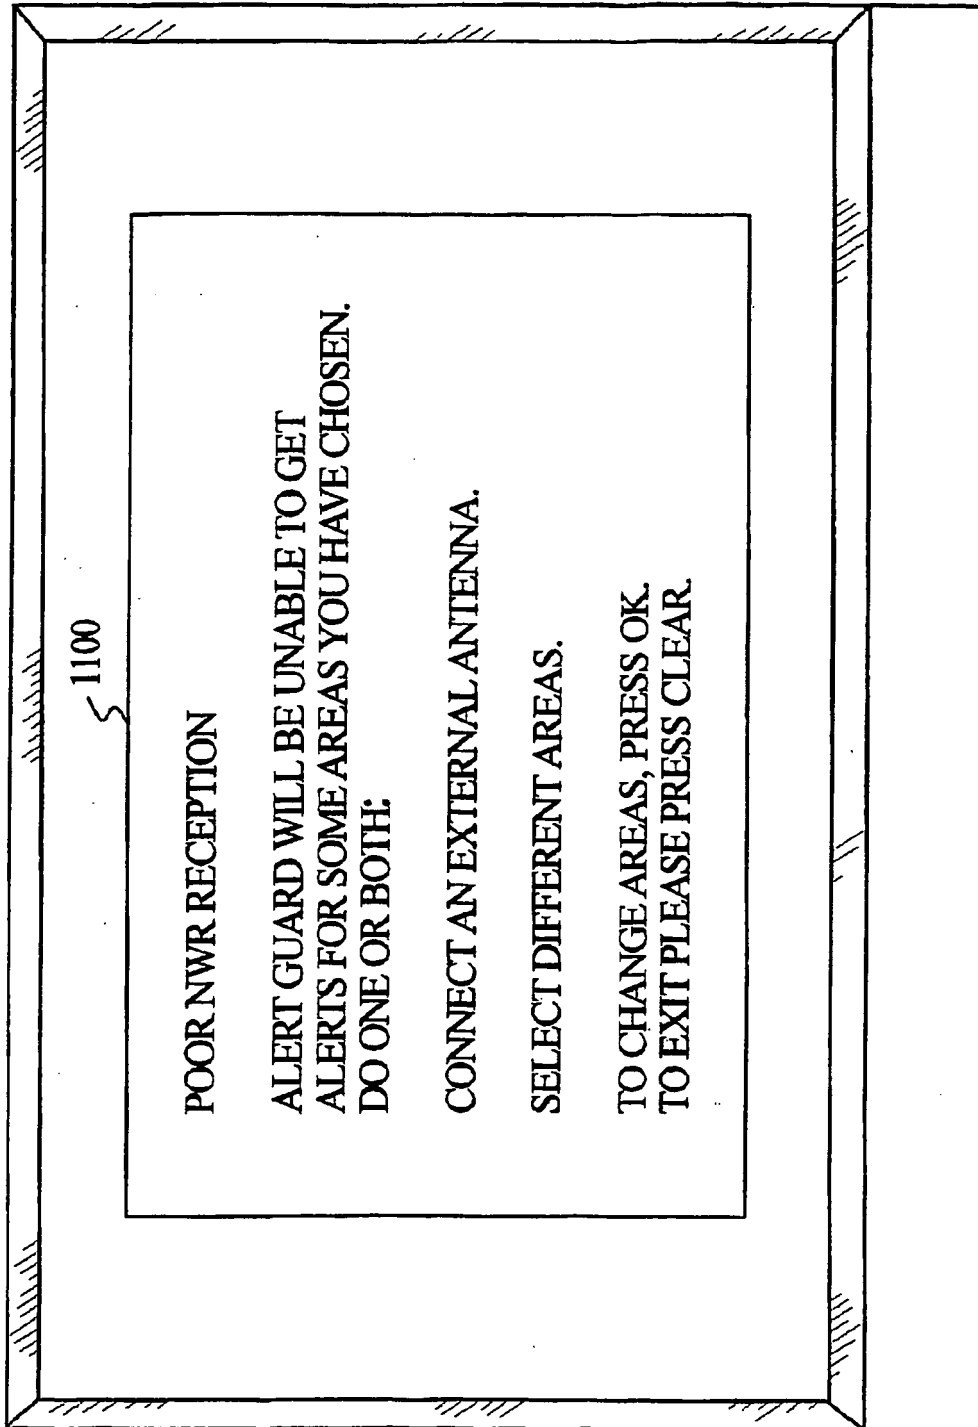 1100
POOR NWR RECEPTION
ALERT GUARD WILL BE UNABLE TO GET
ALERTS FOR SOME AREAS YOU HAVE CHOSEN.
DO ONE OR BOTH:
CONNECT AN EXTERNAL ANTENNA.
SELECT DIFFERENT AREAS.
TO CHANGE AREAS, PRESS OK.
TO EXIT PLEASE PRESS CLEAR.